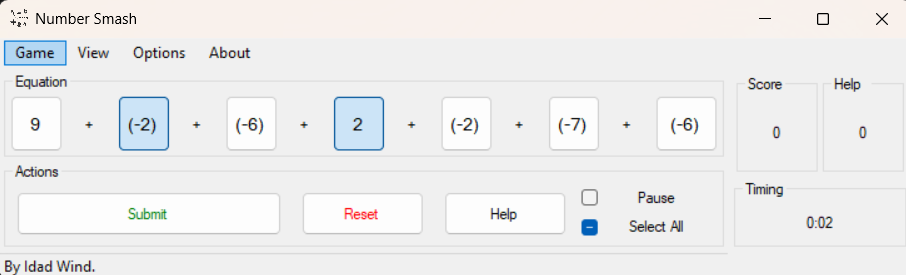 Number Smash
Game View Options About
Equation Score Help
9 + (-2) + (-6) + 2 + (-2) + (-7) + (-6) 0 0
Actions
Submit Reset Help Pause
Select All
Timing
0:02
By Idad Wind.